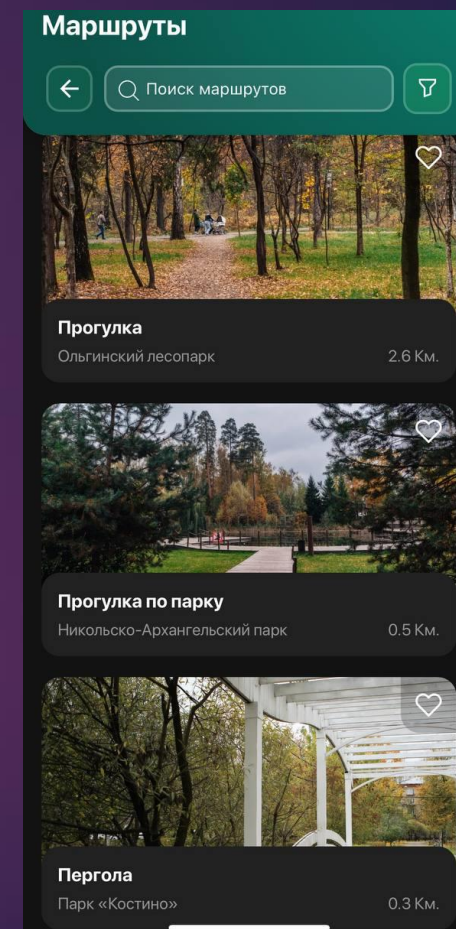 Маршруты
Поиск маршрутов
Прогулка
Ольгинский лесопарк 2.6 Км.
Прогулка по парку
Никольско-Архангельский парк 0.5 Км.
Пергола
Парк «Костино» 0.3 Км.